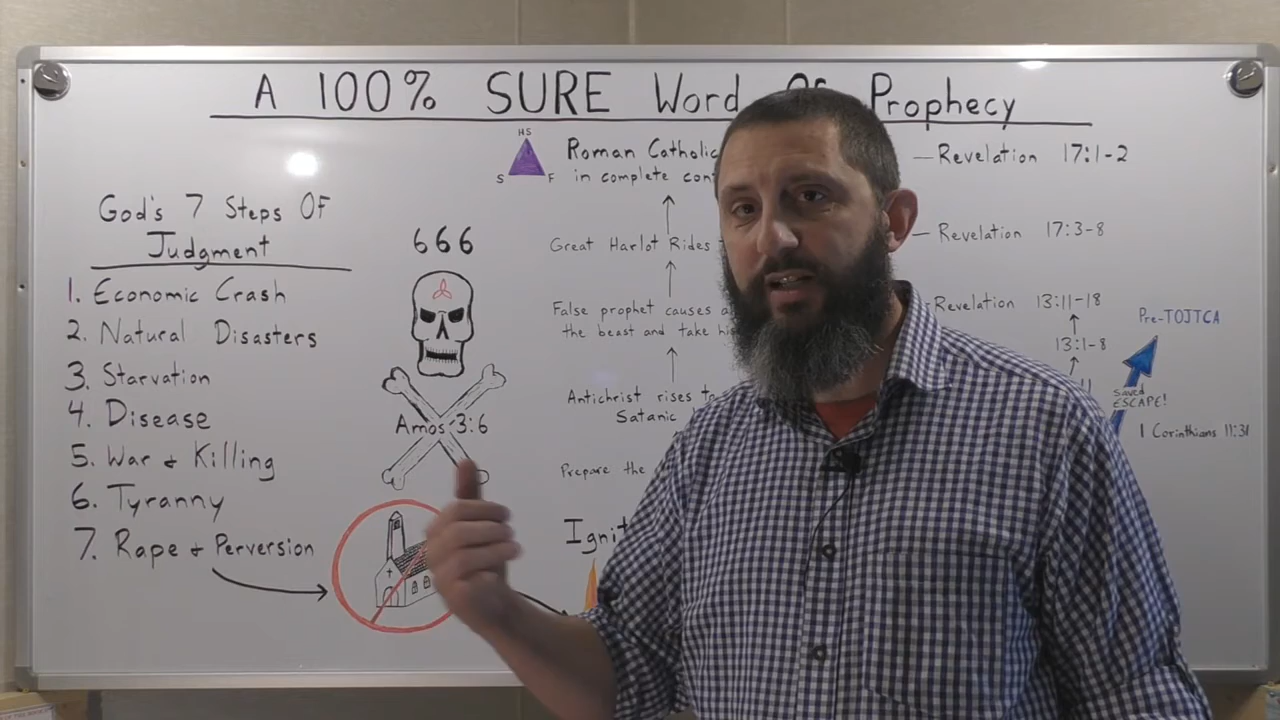 A 100% SURE Word Of Prophecy
God's 7 Steps Of
Judgment
1. Economic Crash
2. Natural Disasters
3. Starvation
4. Disease
5. War & Killing
6. Tyranny
7. Rape & Perversion
666
Amos 3:6
HS
S F
Roman Catholic
in complete
Great Harlot Rides
False prophet causes
the beast and take
Antichrist rises to
Satanic
Prepare the
— Revelation 17:1-2
— Revelation 17:3-8
Revelation 13:11-18
13:1-8
Pre-TOJTCA
Saved
ESCAPE!
1 Corinthians 11:31